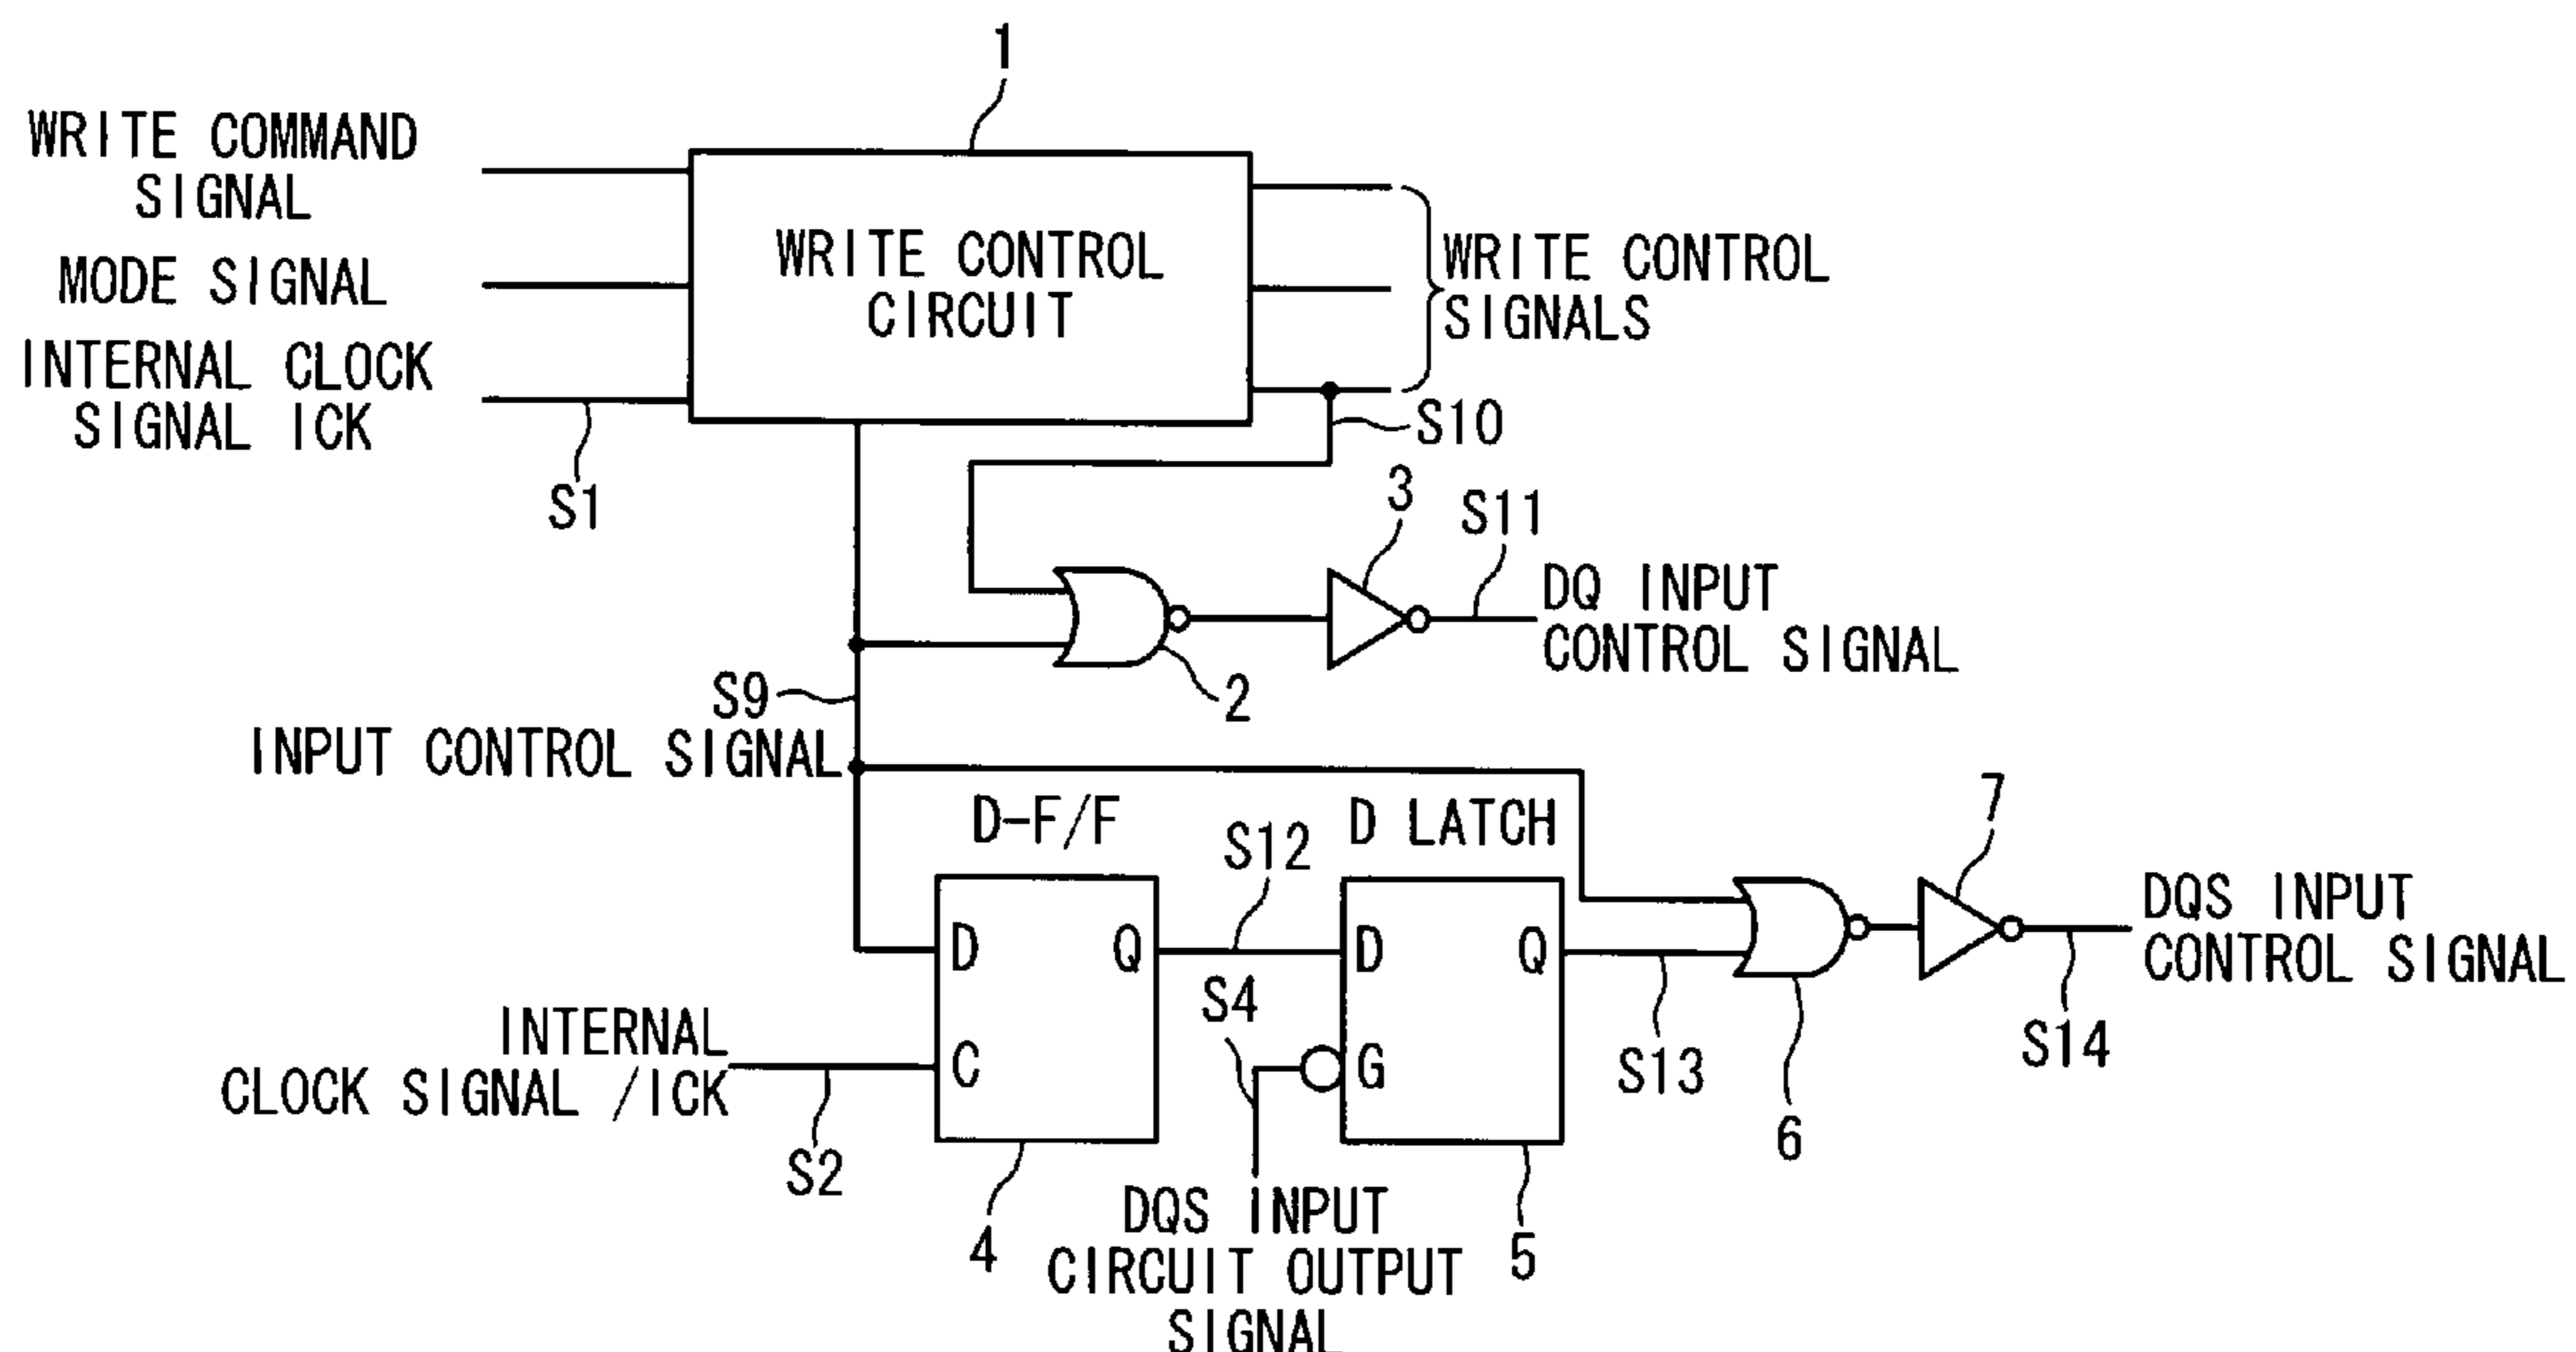 1
WRITE COMMAND
SIGNAL
MODE SIGNAL
INTERNAL CLOCK
SIGNAL ICK
S1
WRITE CONTROL
CIRCUIT
WRITE CONTROL
SIGNALS
S10
3
S11
DQ INPUT
CONTROL SIGNAL
2
S9
INPUT CONTROL SIGNAL
D-F/F
D LATCH
S12
7
D
Q
C
D
Q
G
S4
S13
6
DQS INPUT
CONTROL SIGNAL
S14
INTERNAL
CLOCK SIGNAL /ICK
S2
4
5
DQS INPUT
CIRCUIT OUTPUT
SIGNAL